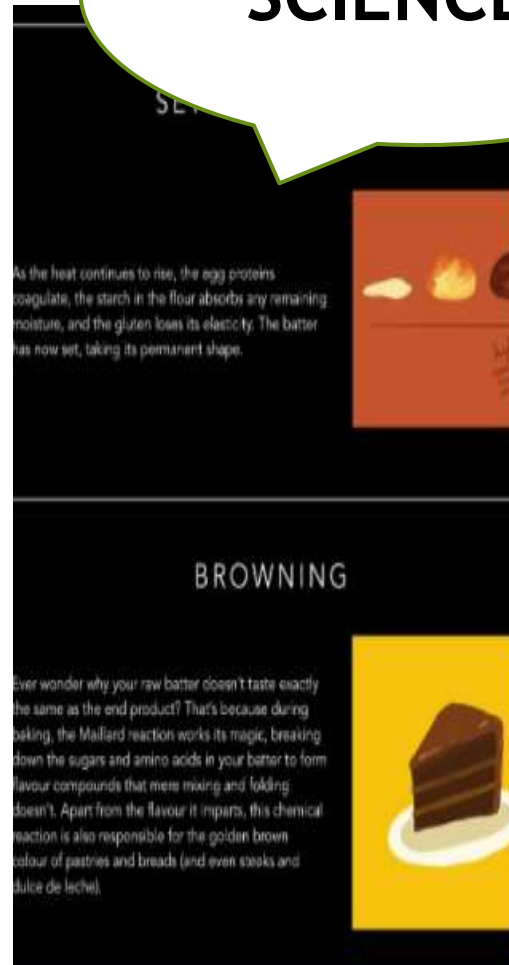 SCIENCE
As the heat continues to rise, the egg proteins
coagulate, the starch in the flour absorbs any remaining
moisture, and the gluten loses its elasticity. The batter
has now set, taking its permanent shape.
BROWNING
Ever wonder why your raw batter doesn't taste exactly
the same as the end product? That's because during
baking, the Maillard reaction works its magic, breaking
down the sugars and amino acids in your batter to form
flavour compounds that mere mixing and folding
doesn't. Apart from the flavour it imparts, this chemical
reaction is also responsible for the golden brown
colour of pastries and breads (and even steaks and
dulce de leche).